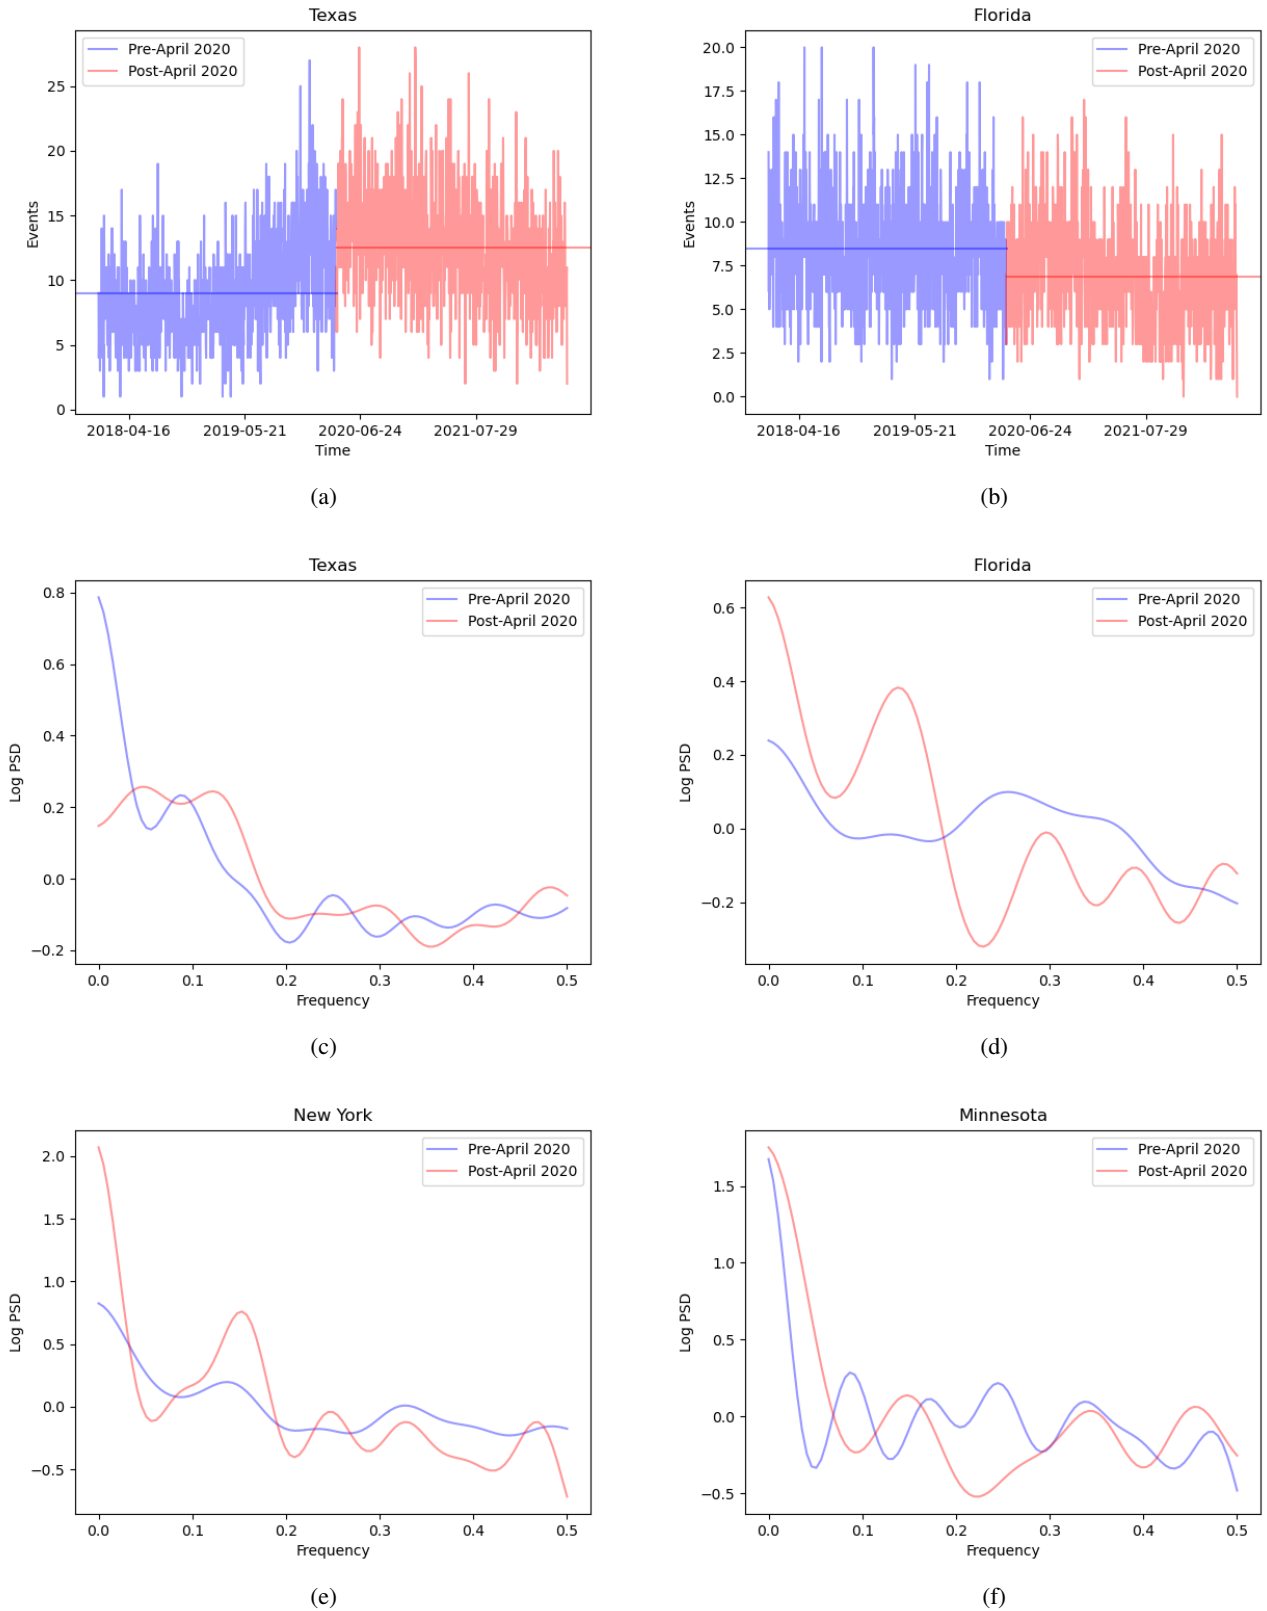 Texas
Pre-April 2020
Post-April 2020
Events
25
20
15
10
5
0
2018-04-16 2019-05-21 2020-06-24 2021-07-29
Time
(a)
Florida
Pre-April 2020
Post-April 2020
Events
20.0
17.5
15.0
12.5
10.0
7.5
5.0
2.5
0.0
2018-04-16 2019-05-21 2020-06-24 2021-07-29
Time
(b)
Texas
Pre-April 2020
Post-April 2020
Log PSD
0.8
0.6
0.4
0.2
0.0
−0.2
0.0 0.1 0.2 0.3 0.4 0.5
Frequency
(c)
Florida
Pre-April 2020
Post-April 2020
Log PSD
0.6
0.4
0.2
0.0
−0.2
0.0 0.1 0.2 0.3 0.4 0.5
Frequency
(d)
New York
Pre-April 2020
Post-April 2020
Log PSD
2.0
1.5
1.0
0.5
0.0
−0.5
0.0 0.1 0.2 0.3 0.4 0.5
Frequency
(e)
Minnesota
Pre-April 2020
Post-April 2020
Log PSD
1.5
1.0
0.5
0.0
−0.5
0.0 0.1 0.2 0.3 0.4 0.5
Frequency
(f)